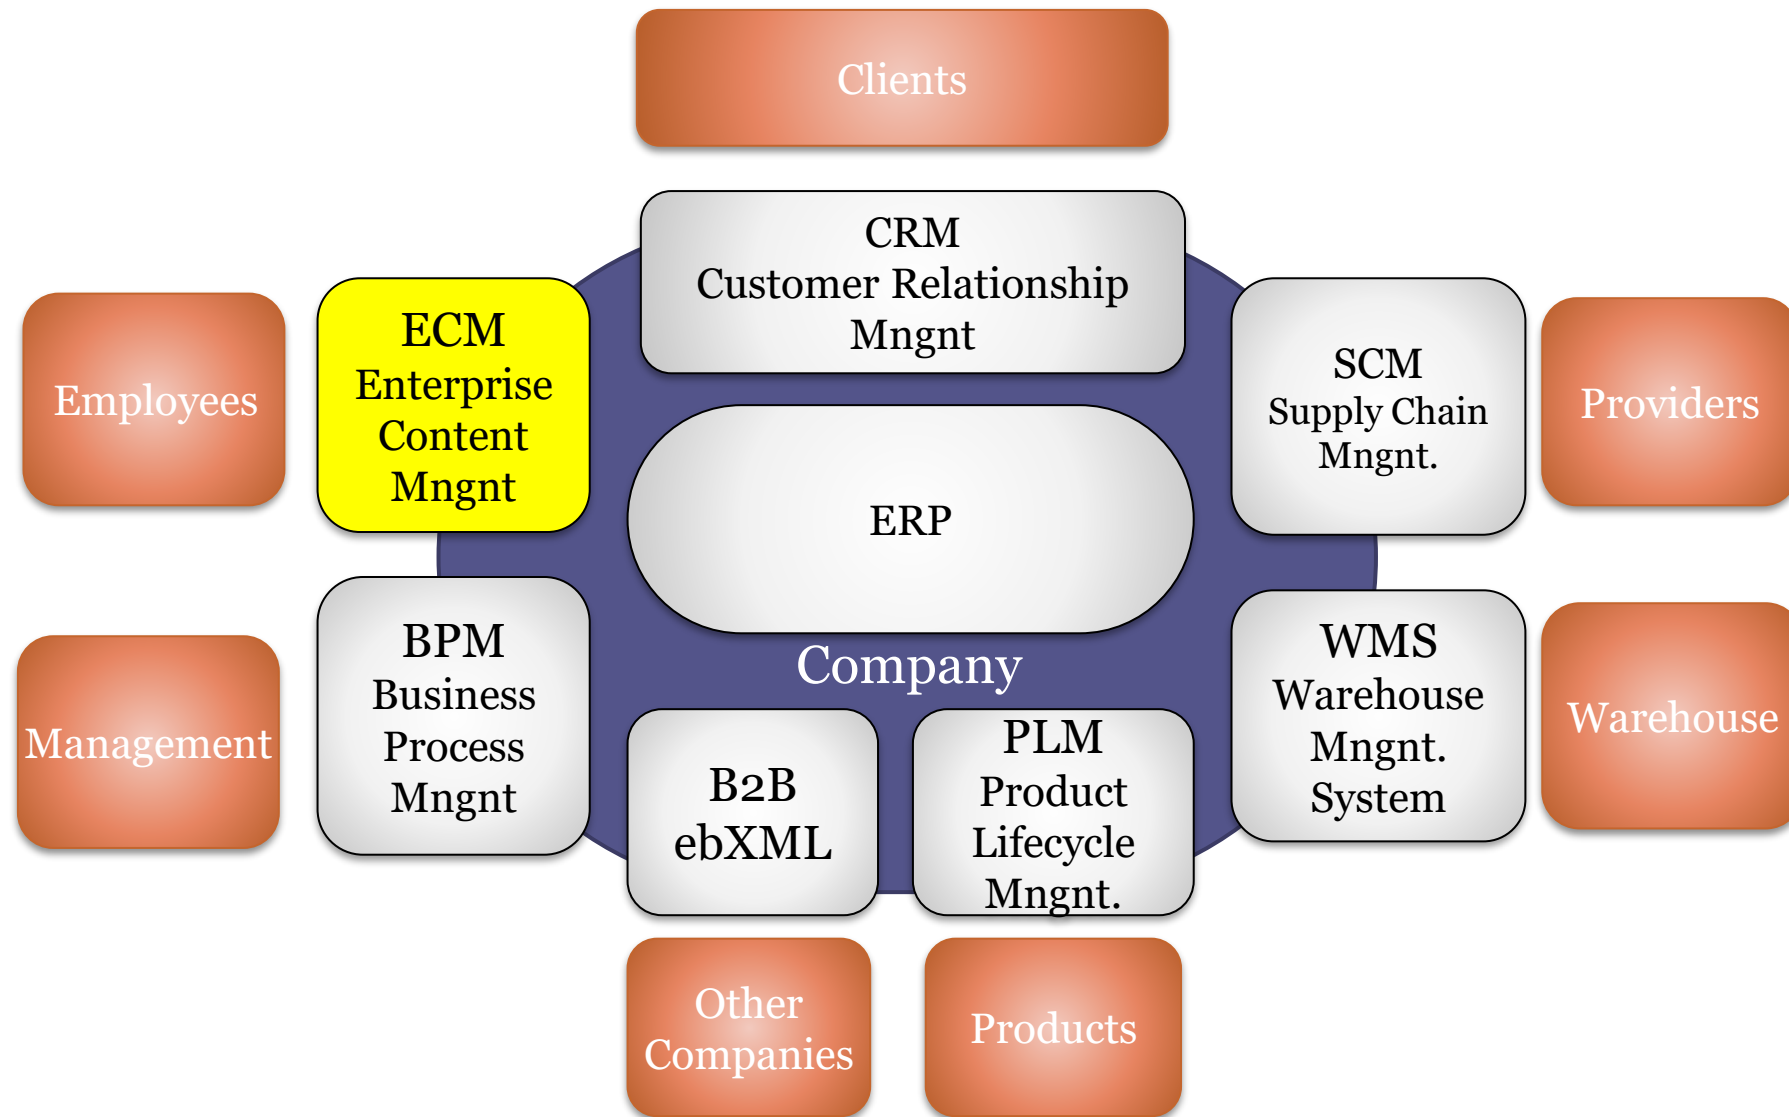 Clients
CRM
Customer Relationship
Mngnt
ECM
Enterprise
Content
Mngnt
Employees
SCM
Supply Chain
Mngnt.
Providers
ERP
Company
BPM
Business
Process
Mngnt
Management
WMS
Warehouse
Mngnt.
System
Warehouse
B2B
ebXML
PLM
Product
Lifecycle
Mngnt.
Other
Companies
Products